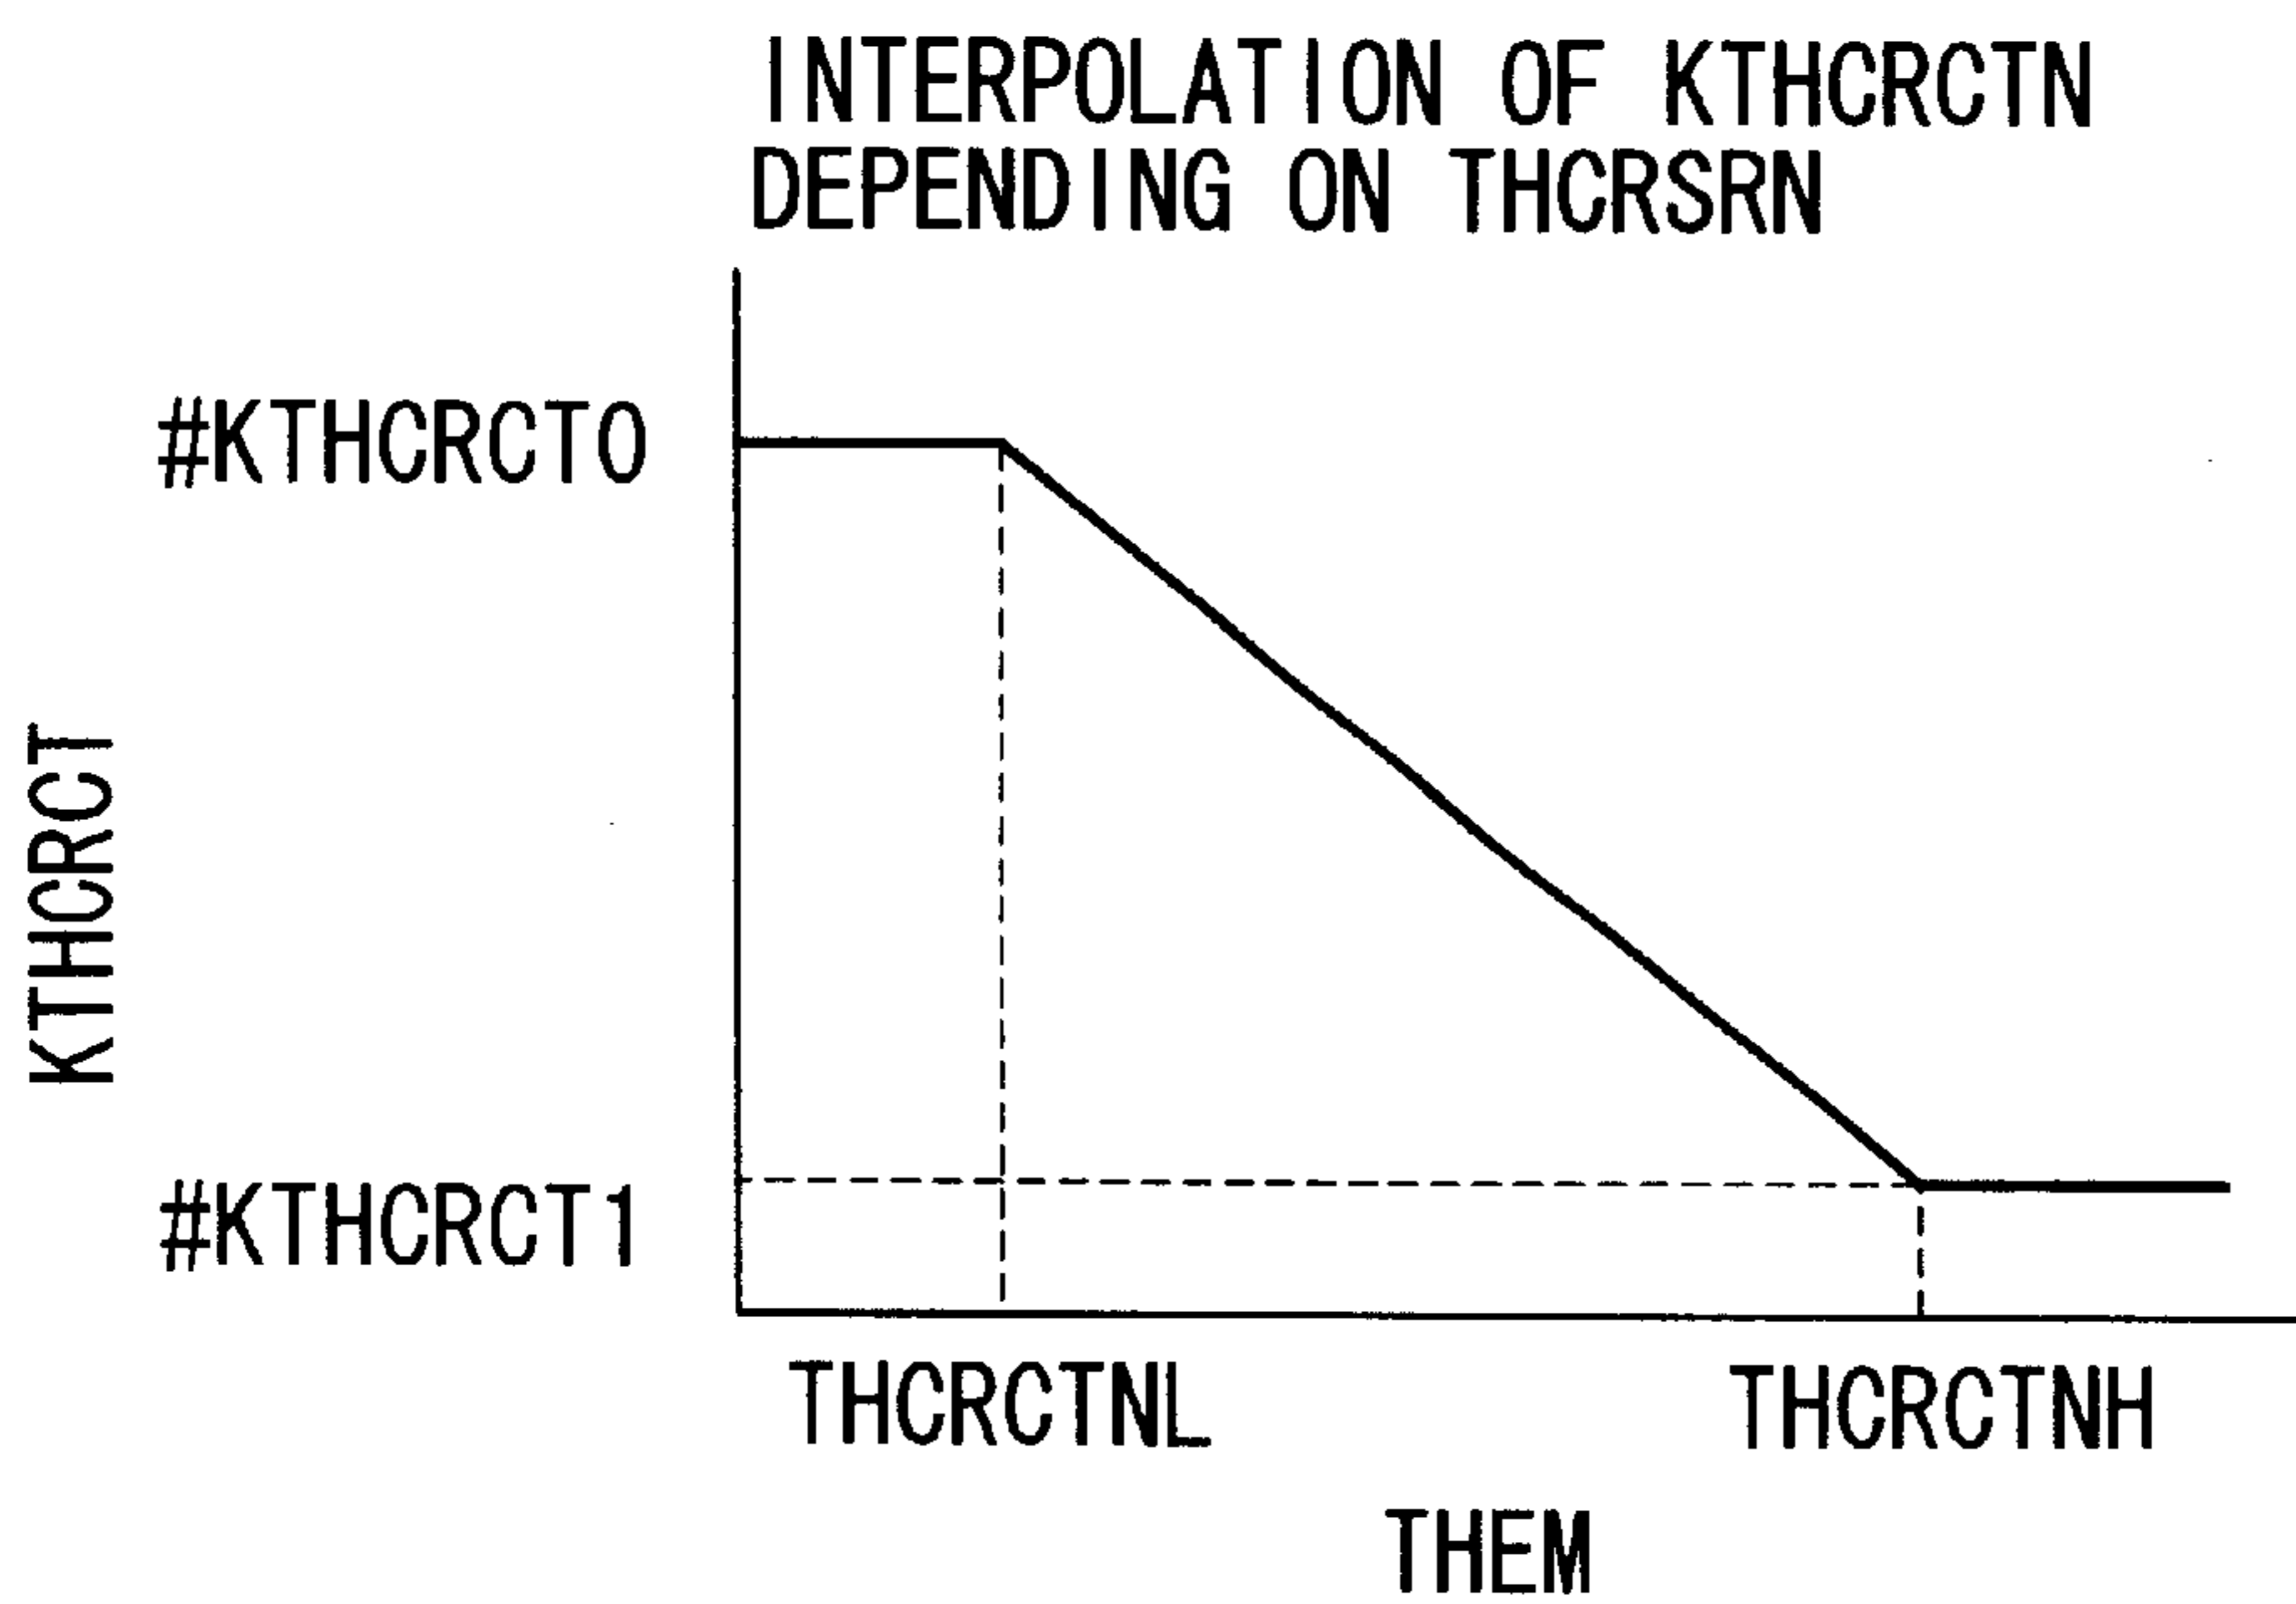 INTERPOLATION OF KTHCRCTN
DEPENDING ON THCRSRN
#KTHCRCT0
KTHCRCT
#KTHCRCT1
THCRCTNL
THCRCTNH
THEM